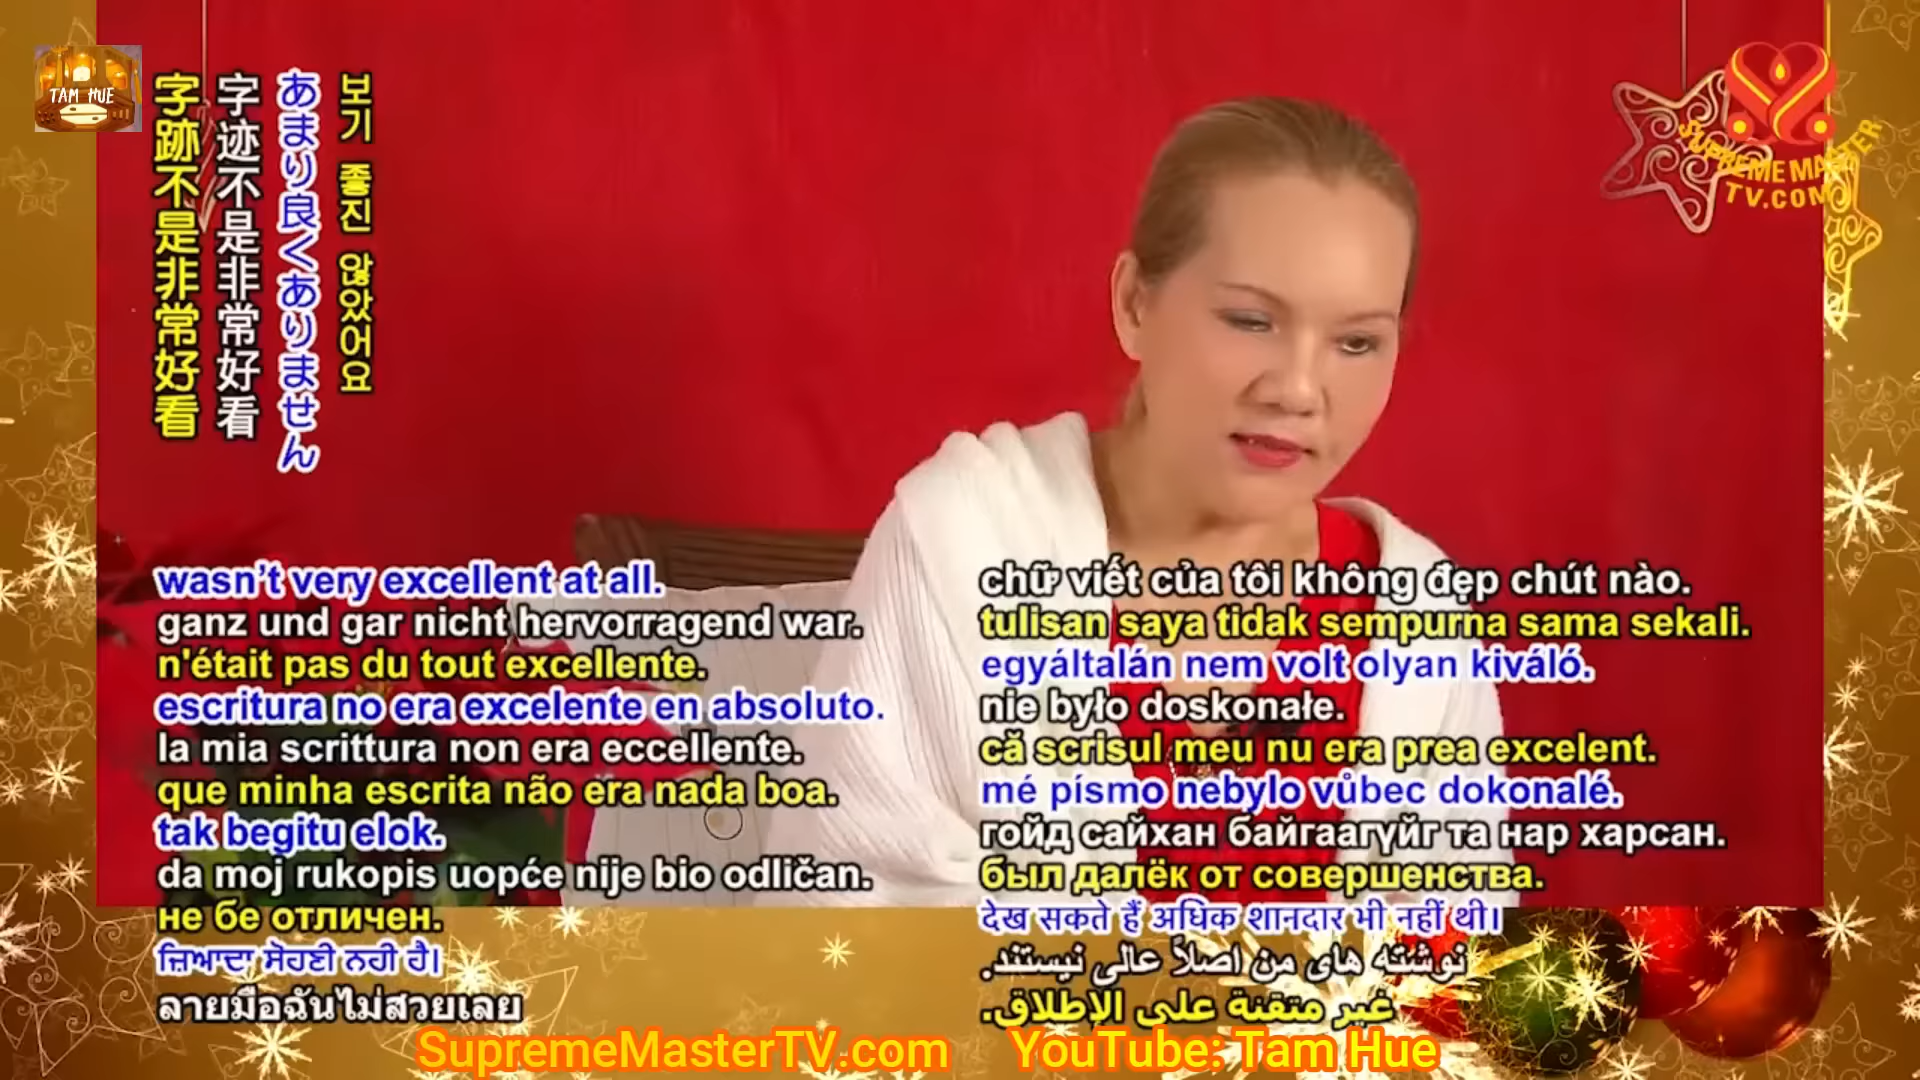 TAM HUE
SUPREME MASTER
TV.COM
보기 좋진 않았어요
あまり良くありません
字迹不是非常好看
字跡不是非常好看
wasn't very excellent at all.
ganz und gar nicht hervorragend war.
n'était pas du tout excellente.
escritura no era excelente en absoluto.
la mia scrittura non era eccellente.
que minha escrita não era nada boa.
tak begitu elok.
da moj rukopis uopće nije bio odličan.
не бе отличен.
ਜ਼ਿਆਦਾ ਸੋਹਣੀ ਨਹੀ ਹੈ।
ลายมือฉันไม่สวยเลย
chữ viết của tôi không đẹp chút nào.
tulisan saya tidak sempurna sama sekali.
egyáltalán nem volt olyan kiváló.
nie było doskonałe.
că scrisul meu nu era prea excelent.
mé písmo nebylo vůbec dokonalé.
гойд сайхан байгаагүйг та нар харсан.
был далёк от совершенства.
देख सकते हैं अधिक शानदार भी नहीं थी।
نوشته های من اصلاً عالی نیستند.
غير متقنة على الإطلاق.
SupremeMasterTV.com YouTube: Tam Hue